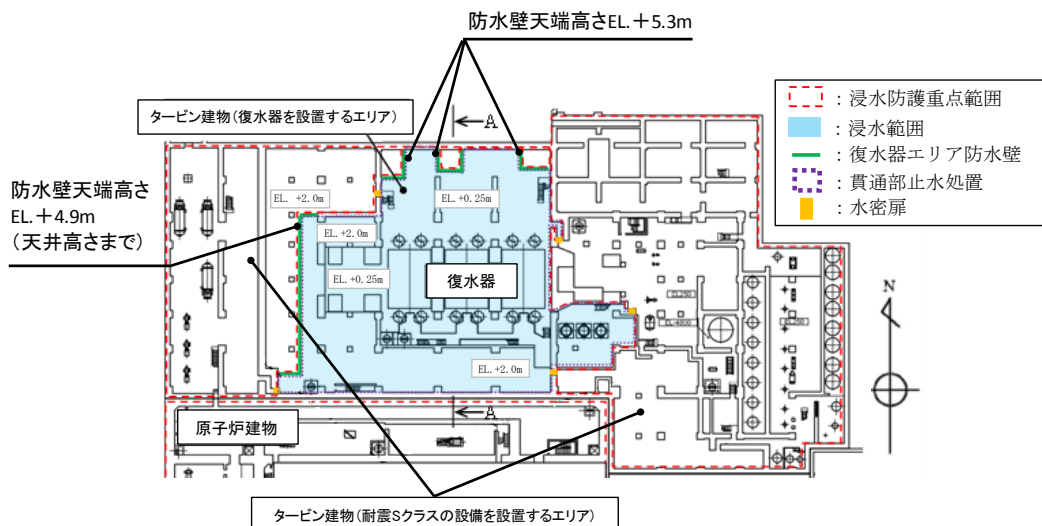 防水壁天端高さEL.＋5.3m
タービン建物（復水器を設置するエリア）
A
：浸水防護重点範囲
：浸水範囲
：復水器エリア防水壁
：貫通部止水処置
：水密扉
防水壁天端高さ
EL.＋4.9m
（天井高さまで）
EL. +2.0m
EL.+0.25m
EL.+2.0m
EL.+0.25m
復水器
N
EL250
EL-4800
EL250
EL.+2.0m
A
原子炉建物
タービン建物（耐震Sクラスの設備を設置するエリア）